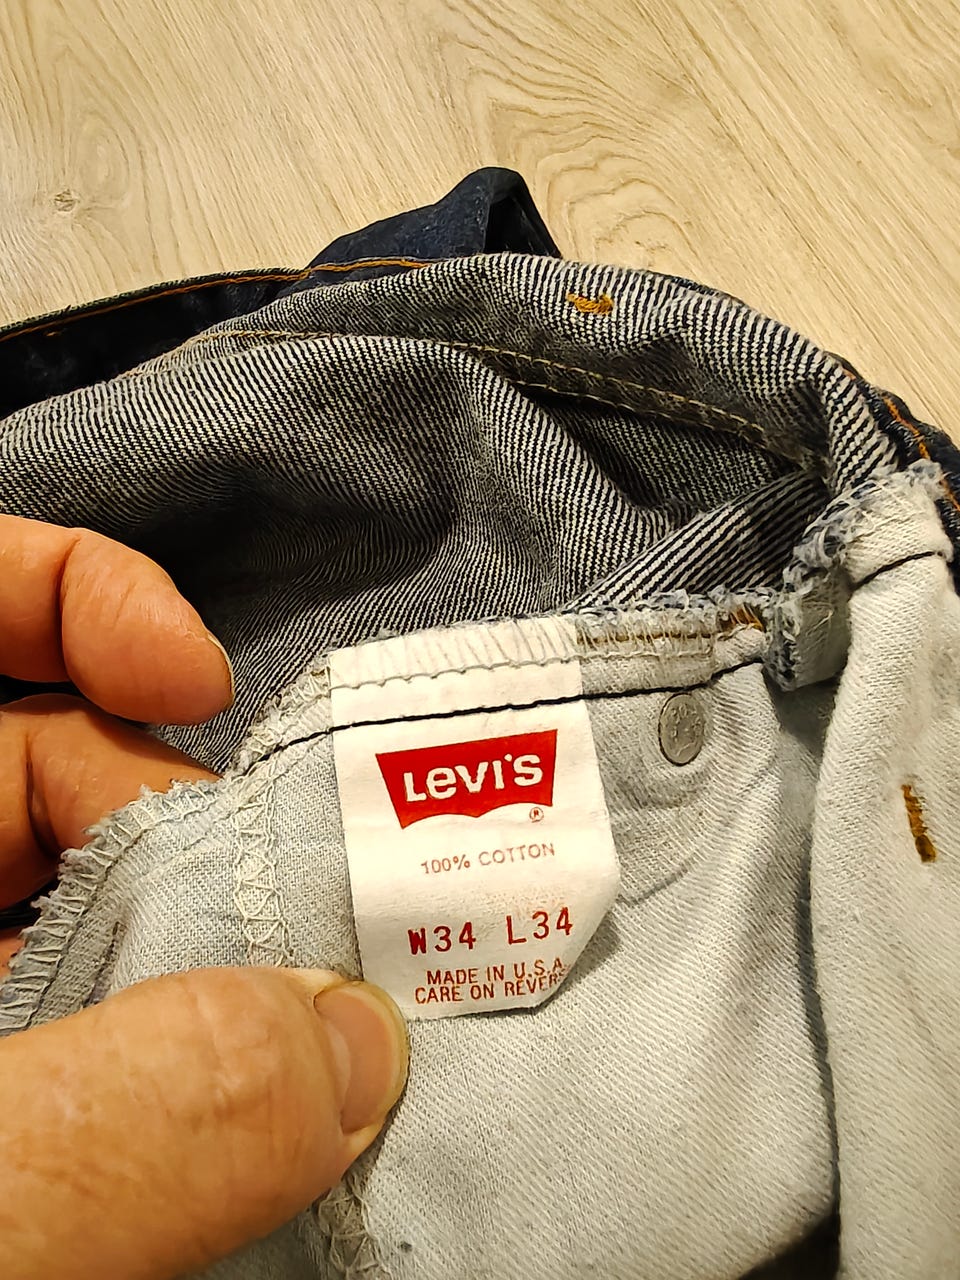 LEVI'S
®
100% COTTON
W34 L34
MADE IN U.S.A.
CARE ON REVERSE